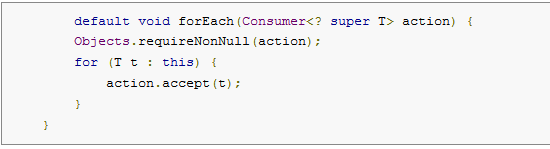 default void forEach(Consumer<? super T> action) {
Objects.requireNonNull(action);
for (T t : this) {
action.accept(t);
}
}